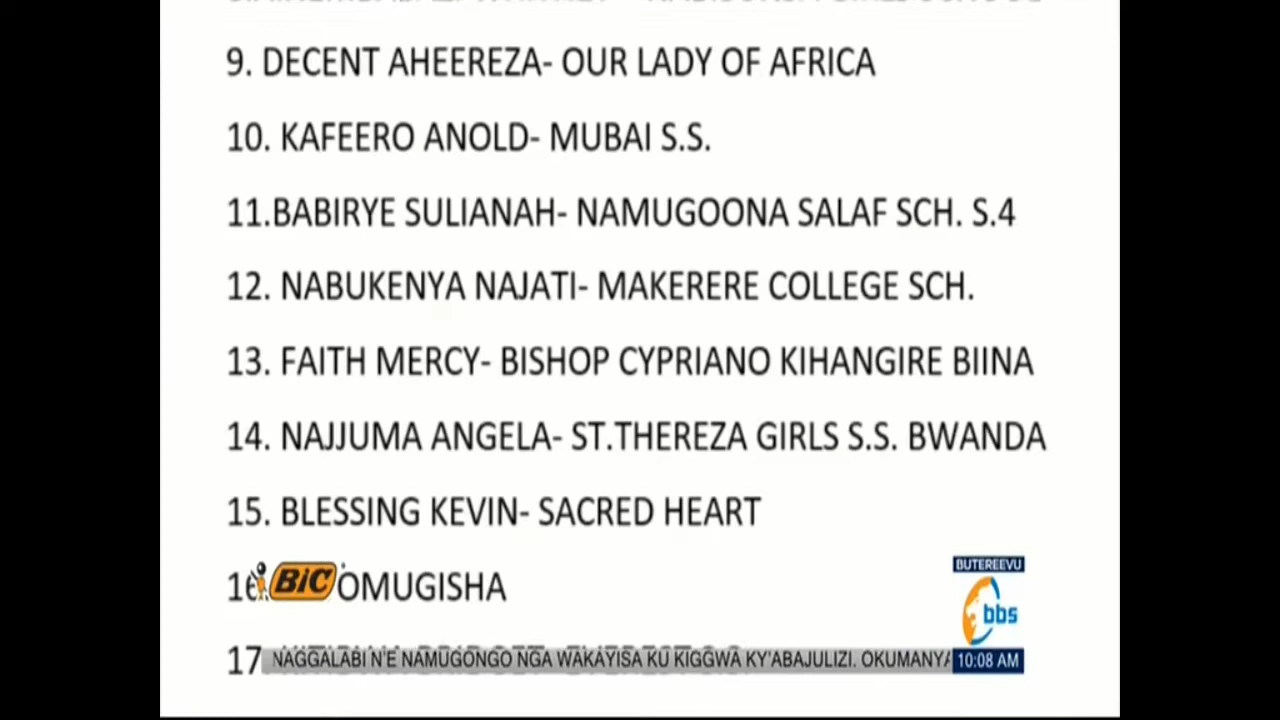 9. DECENT AHEEREZA- OUR LADY OF AFRICA
10. KAFEERO ANOLD- MUBAI S.S.
11.BABIRYE SULIANAH- NAMUGOONA SALAF SCH. S.4
12. NABUKENYA NAJATI- MAKERERE COLLEGE SCH.
13. FAITH MERCY- BISHOP CYPRIANO KIHANGIRE BIINA
14. NAJJUMA ANGELA- ST.THEREZA GIRLS S.S. BWANDA
15. BLESSING KEVIN- SACRED HEART
BUTEREEVU
16 BIC OMUGISHA
bbs
17
NAGGALABI N'E NAMUGONGO NGA WAKAYISA KU KIGGWA KY'ABAJULIZI. OKUMANYA 10:08 AM